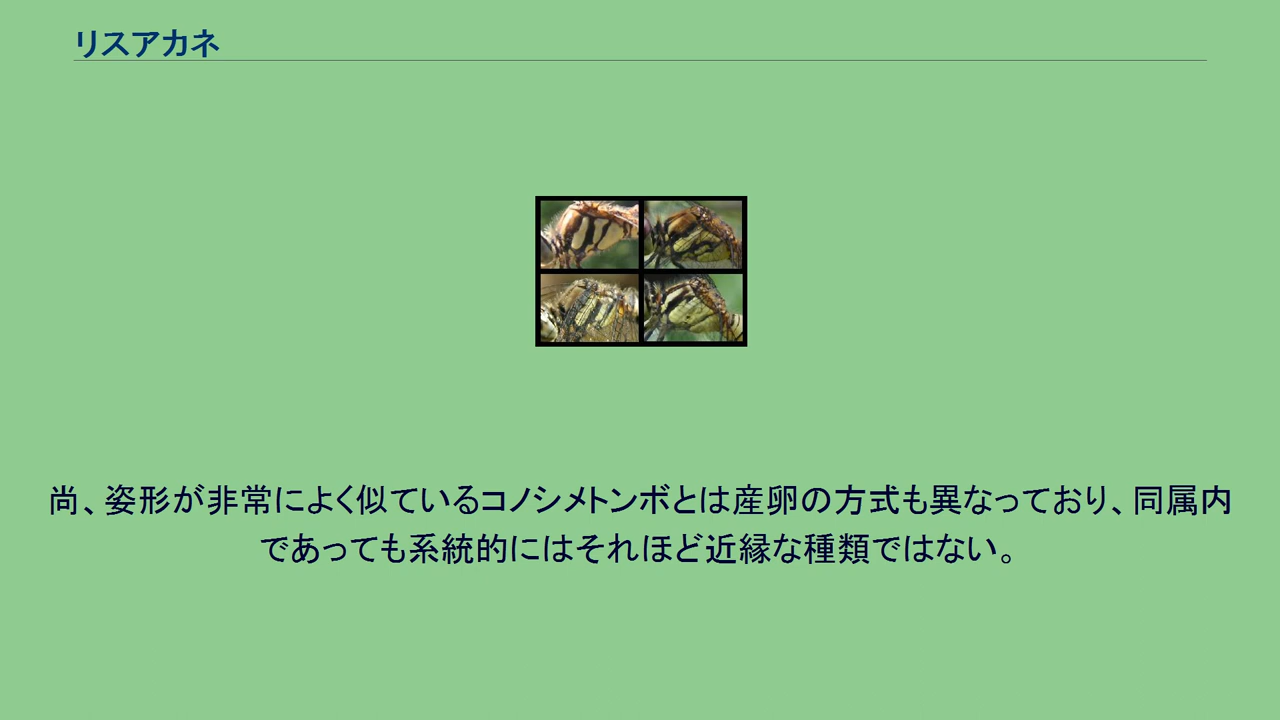 リスアカネ
尚、姿形が非常によく似ているコノシメトンボとは産卵の方式も異なっており、同属内
であっても系統的にはそれほど近縁な種類ではない。